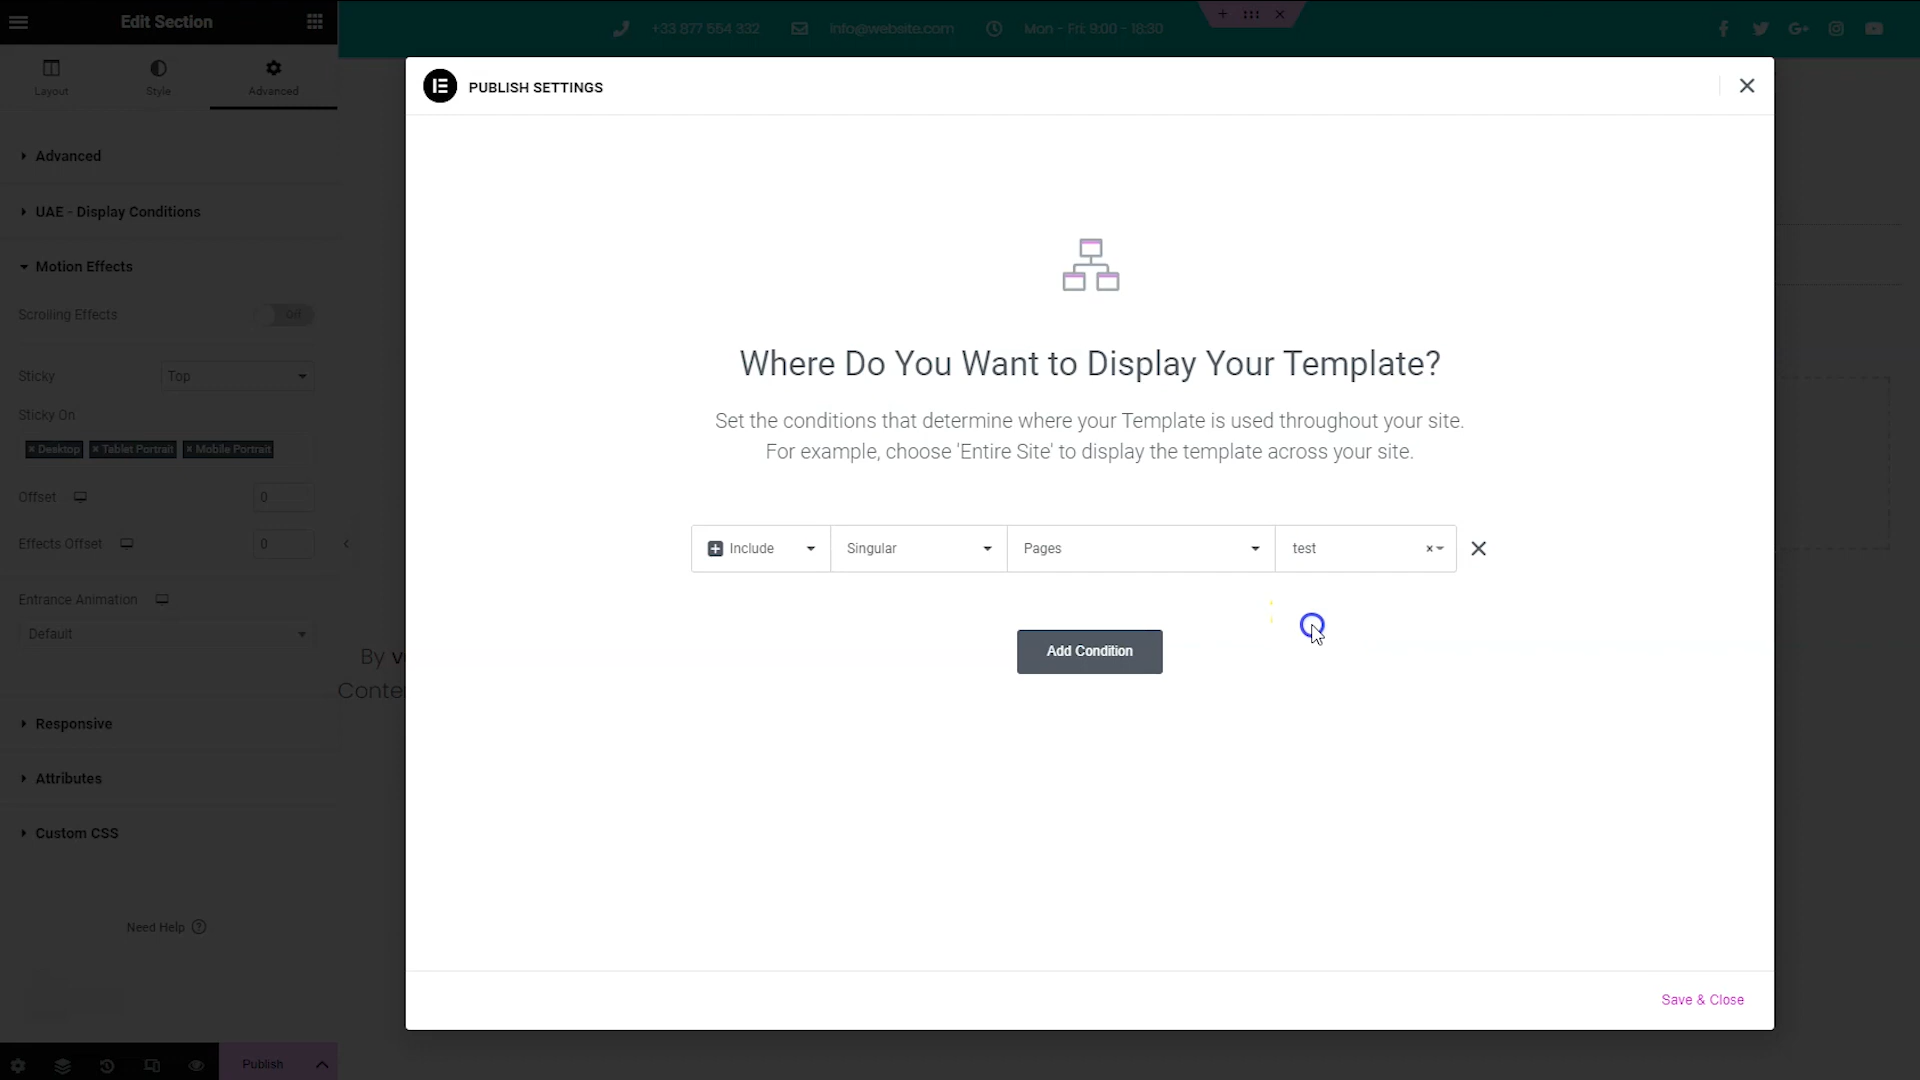 Edit Section
+33 877 554 332
info@website.com
Mon - Fri: 9:00 - 18:30
Layout
Style
Advanced
PUBLISH SETTINGS
Advanced
UAE - Display Conditions
Motion Effects
Scrolling Effects
Off
Sticky
Top
Sticky On
× Desktop
× Tablet Portrait
× Mobile Portrait
Offset
0
Effects Offset
0
Entrance Animation
Default
Responsive
Attributes
Custom CSS
Need Help
Publish
By
Conte
Where Do You Want to Display Your Template?
Set the conditions that determine where your Template is used throughout your site.
For example, choose 'Entire Site' to display the template across your site.
Include
Singular
Pages
test
Add Condition
Save & Close